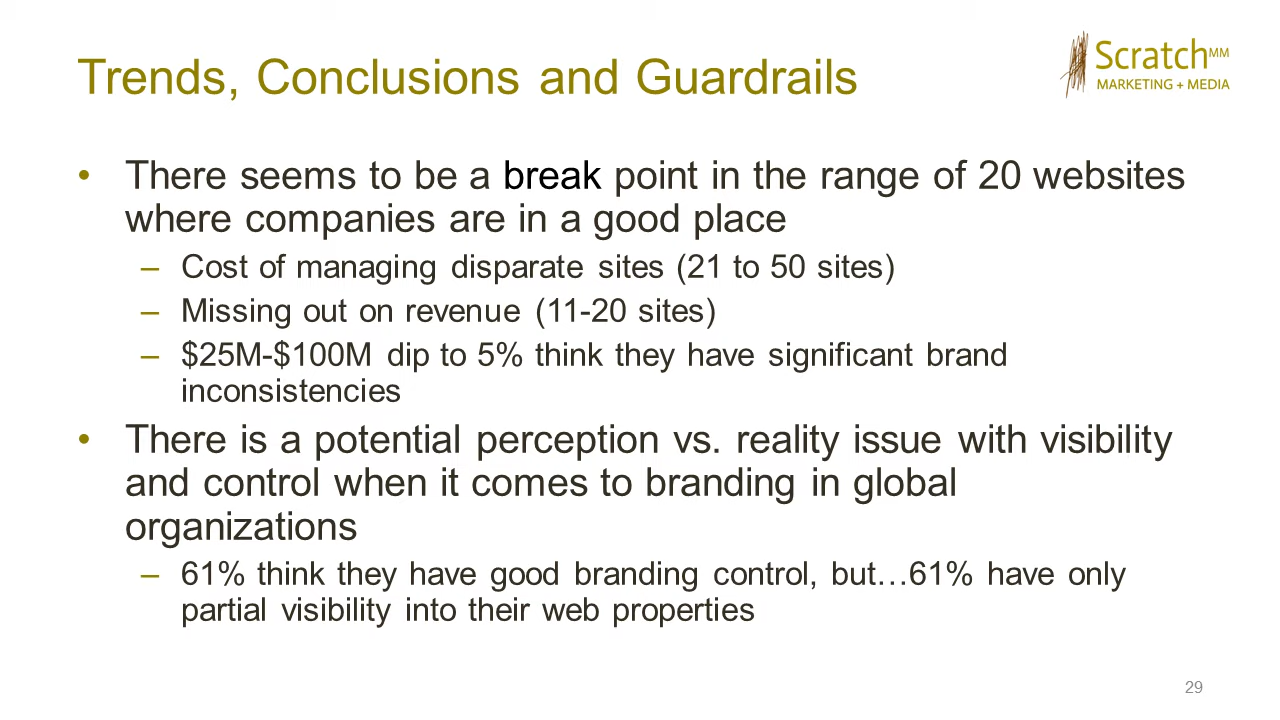 Trends, Conclusions and Guardrails
Scratch MM
MARKETING + MEDIA
• There seems to be a break point in the range of 20 websites
where companies are in a good place
– Cost of managing disparate sites (21 to 50 sites)
– Missing out on revenue (11-20 sites)
– $25M-$100M dip to 5% think they have significant brand
inconsistencies
• There is a potential perception vs. reality issue with visibility
and control when it comes to branding in global
organizations
– 61% think they have good branding control, but…61% have only
partial visibility into their web properties
29